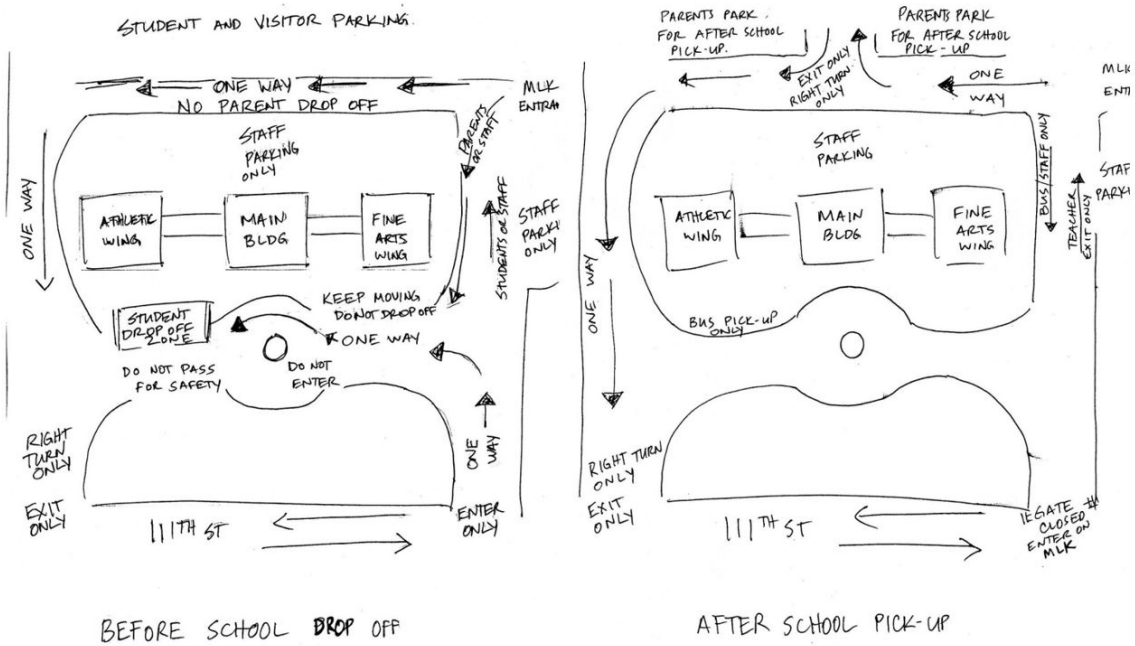 STUDENT AND VISITOR PARKING.
ONE WAY
NO PARENT DROP OFF
MLK
PARENTS
OR STAFF
STAFF
PARKING
ONLY
ONE WAY
ATHLETIC
WING
MAIN
BLDG
FINE
ARTS
WING
STUDENTS OR STAFF
STAFF
ONLY
STUDENT
DROP OFF
ZONE
KEEP MOVING
DO NOT DROP OFF
ONE WAY
DO NOT PASS
FOR SAFETY
DO NOT
ENTER
ONE
WAY
RIGHT
TURN
ONLY
EXIT
ONLY
111TH ST
ENTER
ONLY
BEFORE SCHOOL DROP OFF
PARENTS PARK
FOR AFTER SCHOOL
PICK-UP.
PARENTS PARK
FOR AFTER SCHOOL
PICK-UP
EXIT ONLY
RIGHT TURN
ONLY
ONE
WAY
STAFF
PARKING
BUS/STAFF ONLY
TEACHER
EXIT ONLY
ATHLETIC
WING
MAIN
BLDG
FINE
ARTS
WING
ONE WAY
BUS PICK-UP
ONLY
RIGHT TURN
ONLY
EXIT
ONLY
111TH ST
GATE
CLOSED
ENTER ON
MLK
AFTER SCHOOL PICK-UP